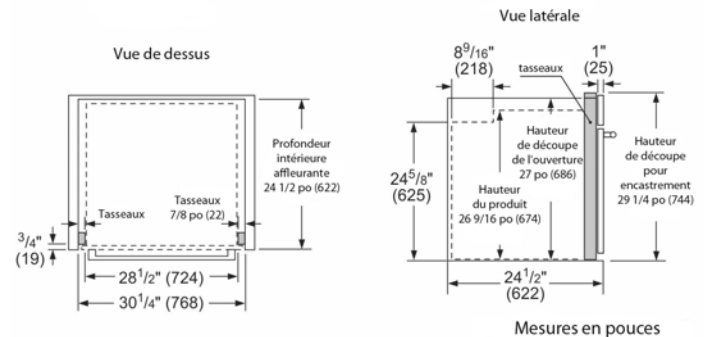 Vue de dessus
Profondeur
intérieure
affleurante
24 1/2 po (622)
Tasseaux
Tasseaux
7/8 po (22)
3/4"
(19)
28 1/2" (724)
30 1/4" (768)
Vue latérale
8 9/16"
(218)
1"
(25)
tasseaux
Hauteur
de découpe
de l'ouverture
27 po (686)
Hauteur
de découpe
pour
encastrement
29 1/4 po (744)
24 5/8"
(625)
Hauteur
du produit
26 9/16 po (674)
24 1/2"
(622)
Mesures en pouces